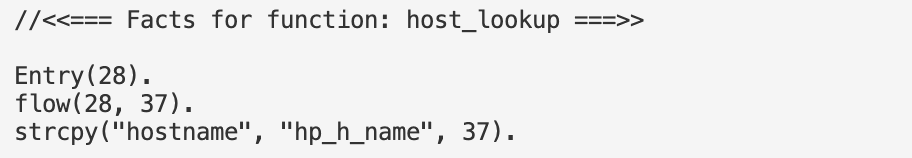 //<<=== Facts for function: host_lookup ===>>
Entry(28).
flow(28, 37).
strcpy("hostname", "hp_h_name", 37).